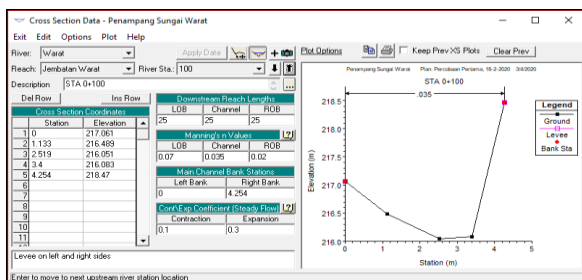 Cross Section Data - Penampang Sungai Warat
Exit Edit Options Plot Help
River: Warat Apply Data
Reach: Jembatan Warat River Sta.: 100
Description STA 0+100 ...
Del Row Ins Row
Cross Section Coordinates
Station Elevation
1 0 217.061
2 1.133 216.489
3 2.519 216.051
4 3.4 216.083
5 4.254 218.47
6
7
8
9
10
11
Downstream Reach Lengths
LOB Channel ROB
25 25 25
Manning's n Values ?
LOB Channel ROB
0.07 0.035 0.02
Main Channel Bank Stations
Left Bank Right Bank
0 4.254
Cont\Exp Coefficient (Steady Flow) ?
Contraction Expansion
0.1 0.3
Levee on left and right sides
Enter to move to next upstream river station location
Plot Options Keep Prev XS Plots Clear Prev
Penampang Sungai Warat Plan: Percobaan Pertama, 18-2-2020 3/4/2020
STA 0+100
.035
Elevation (m)
218.5
218.0
217.5
217.0
216.5
216.0
0 1 2 3 4 5
Station (m)
Legend
Ground
Levee
Bank Sta